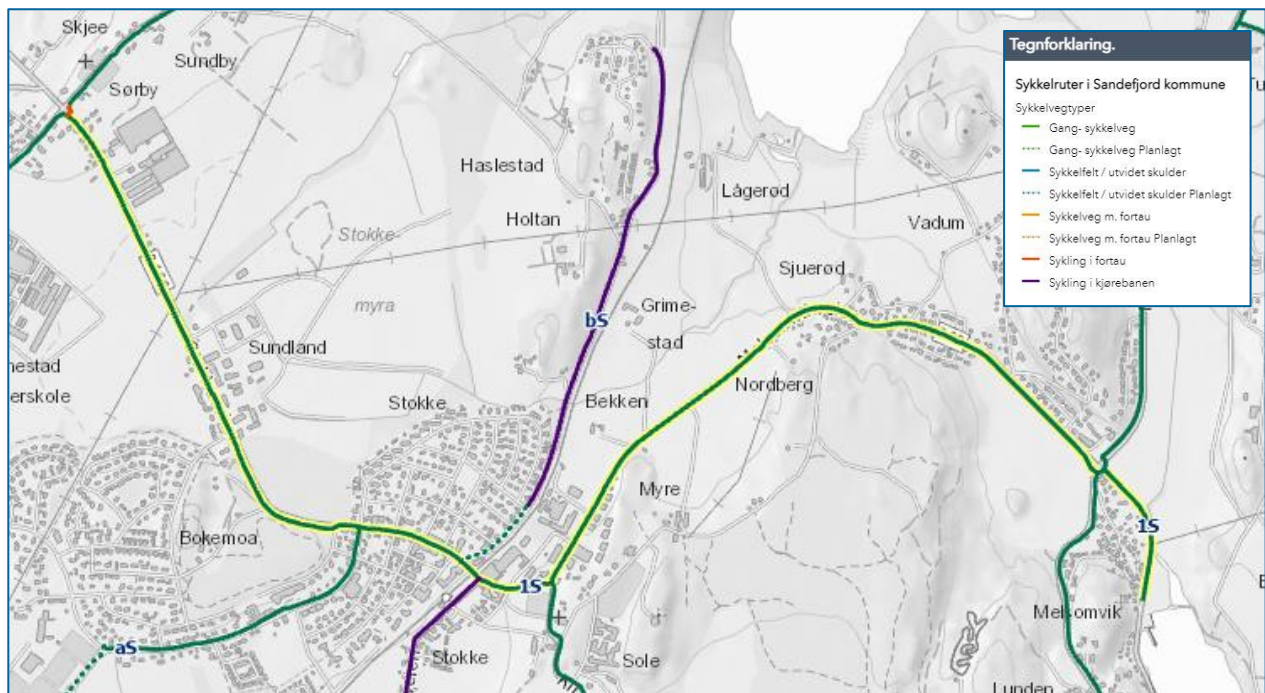 Skjee
Sundby
Sørby
Haslestad
Holtan
Lågerød
Vadum
Stokke-
myra
Sjuerød
bS
Grime-
stad
Sundland
nestad
erskole
Stokke
Bekken
Nordberg
Myre
Bokemoa
1S
1S
aS
Stokke
Sole
Melsomvik
Lunden
Tegnforklaring.
Sykkelruter i Sandefjord kommune
Sykkelvegtyper
Gang- sykkelveg
Gang- sykkelveg Planlagt
Sykkelfelt / utvidet skulder
Sykkelfelt / utvidet skulder Planlagt
Sykkelveg m. fortau
Sykkelveg m. fortau Planlagt
Sykling i fortau
Sykling i kjørebanen